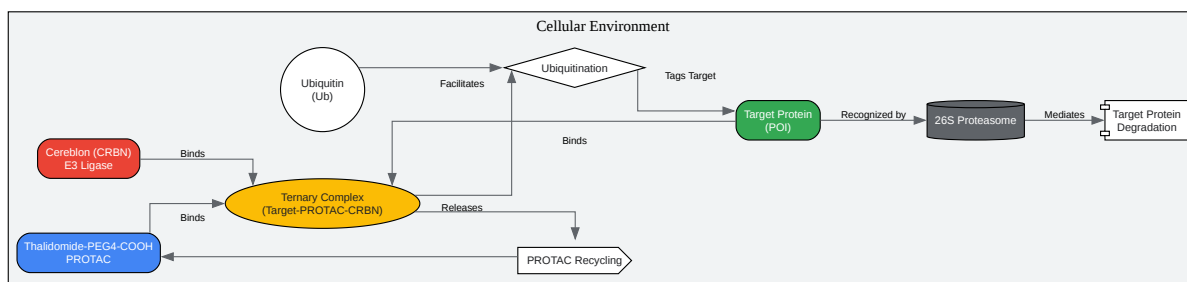 Cellular Environment
Ubiquitin
(Ub)
Facilitates
Ubiquitination
Tags Target
Target Protein
(POI)
Recognized by
26S Proteasome
Mediates
Target Protein
Degradation
Binds
Cereblon (CRBN)
E3 Ligase
Binds
Ternary Complex
(Target-PROTAC-CRBN)
Binds
Releases
Thalidomide-PEG4-COOH
PROTAC
PROTAC Recycling